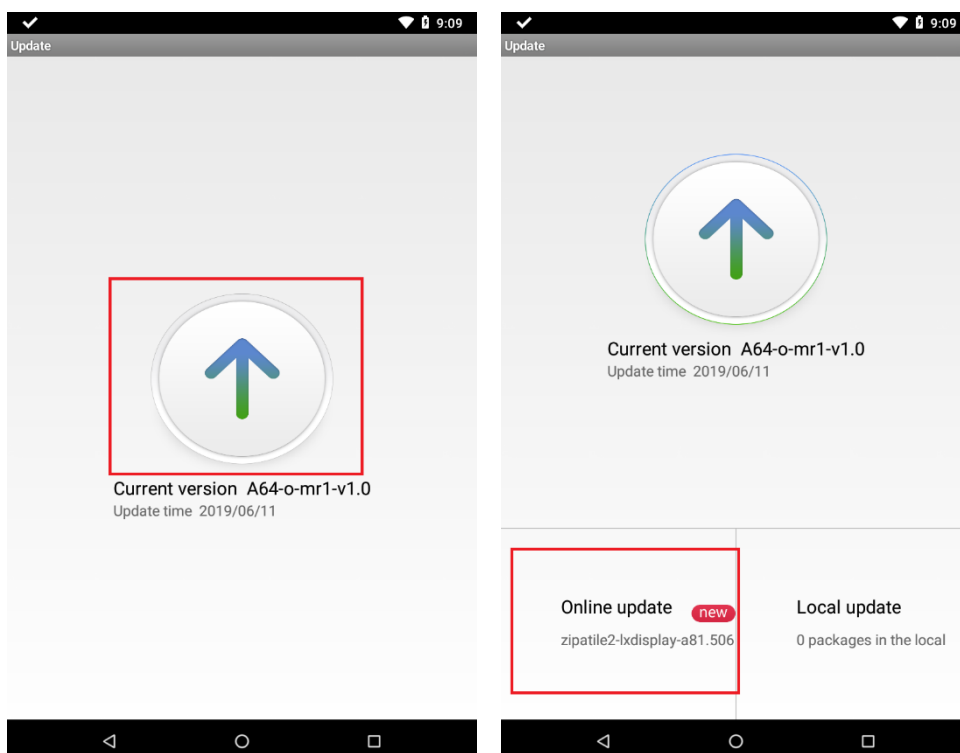 9:09
Update
Current version A64-o-mr1-v1.0
Update time 2019/06/11
9:09
Update
Current version A64-o-mr1-v1.0
Update time 2019/06/11
Online update new
zipatile2-lxdisplay-a81.506
Local update
0 packages in the local